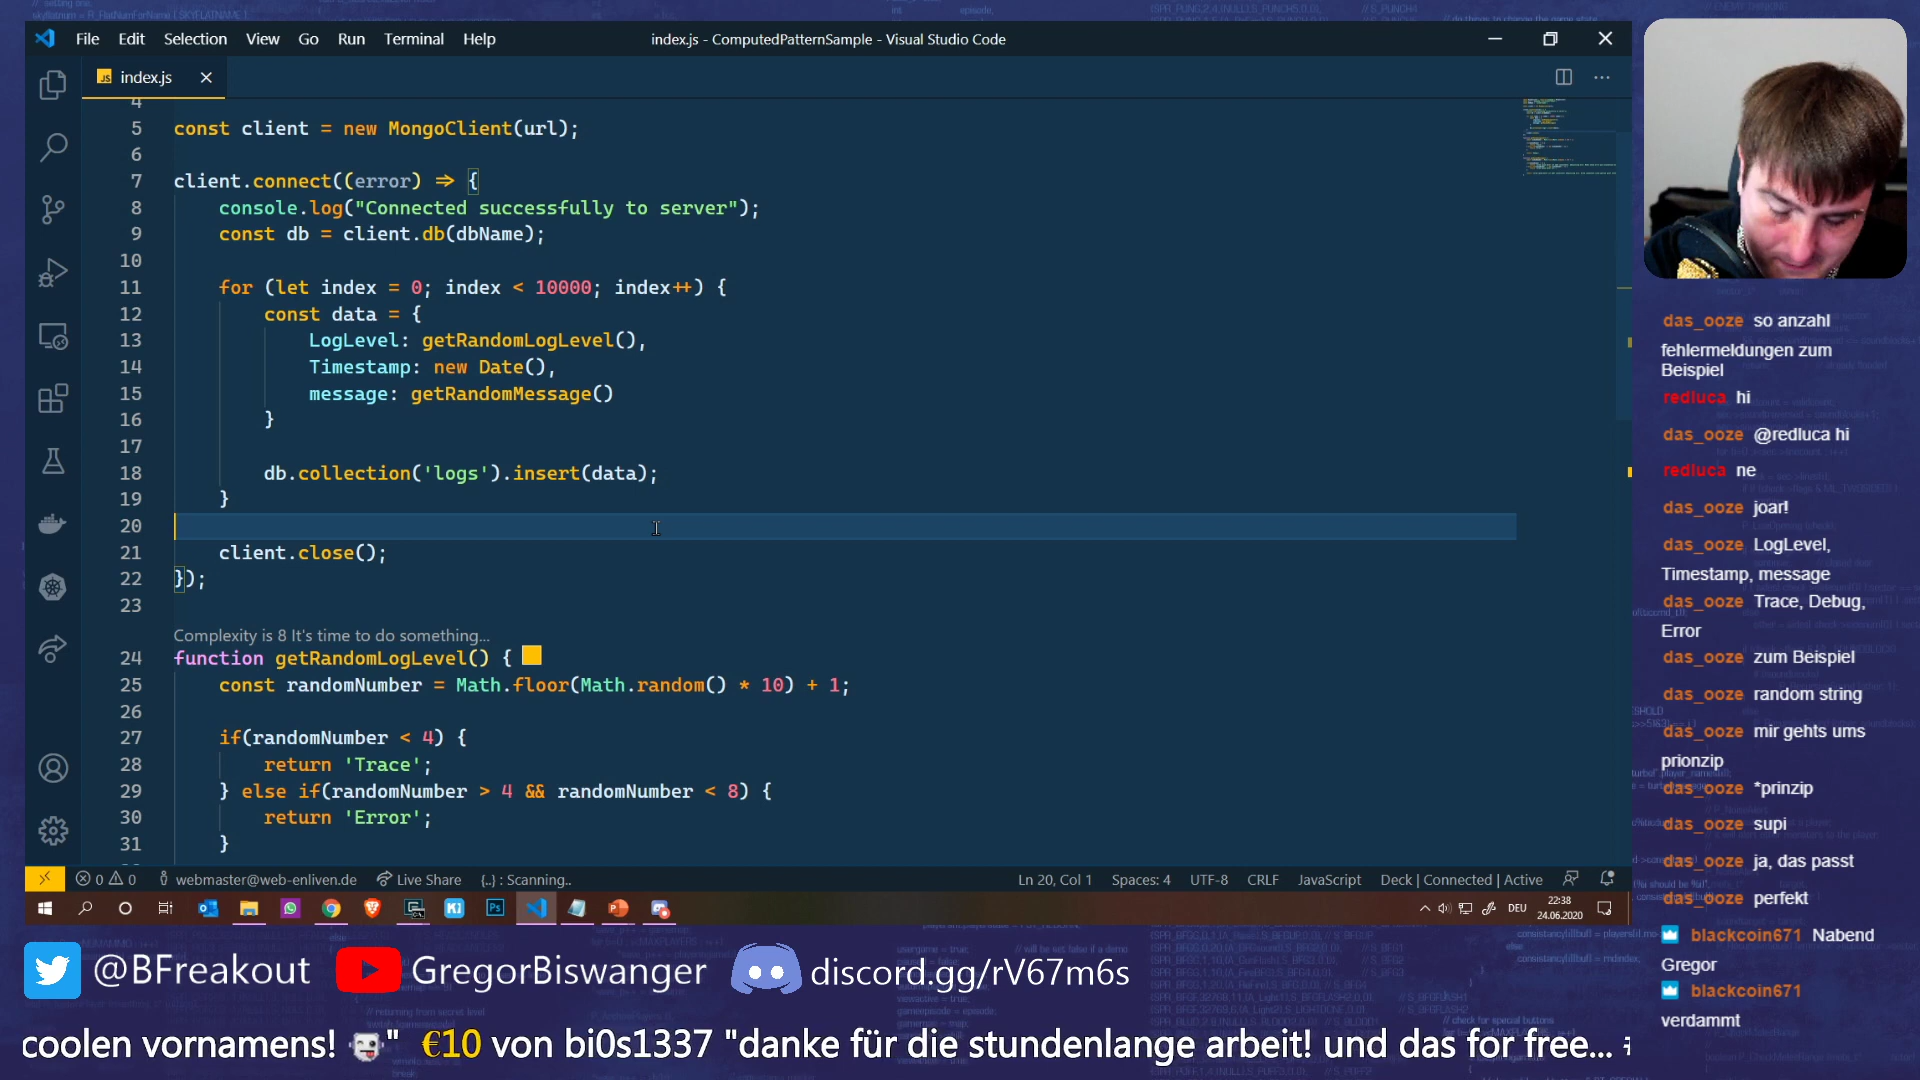 File Edit Selection View Go Run Terminal Help
index.js - ComputedPatternSample - Visual Studio Code
JS index.js
4
5 const client = new MongoClient(url);
6
7 client.connect((error) => {
8 console.log("Connected successfully to server");
9 const db = client.db(dbName);
10
11 for (let index = 0; index < 10000; index++) {
12 const data = {
13 LogLevel: getRandomLogLevel(),
14 Timestamp: new Date(),
15 message: getRandomMessage()
16 }
17
18 db.collection('logs').insert(data);
19 }
20
21 client.close();
22 });
23
Complexity is 8 It's time to do something...
24 function getRandomLogLevel() {
25 const randomNumber = Math.floor(Math.random() * 10) + 1;
26
27 if(randomNumber < 4) {
28 return 'Trace';
29 } else if(randomNumber > 4 && randomNumber < 8) {
30 return 'Error';
31 }
0 0 webmaster@web-enliven.de Live Share {..} : Scanning.. Ln 20, Col 1 Spaces: 4 UTF-8 CRLF JavaScript Deck | Connected | Active
DEU 22:38
24.06.2020
das_ooze so anzahl
fehlermeldungen zum
Beispiel
redluca hi
das_ooze @redluca hi
redluca ne
das_ooze joar!
das_ooze LogLevel,
Timestamp, message
das_ooze Trace, Debug,
Error
das_ooze zum Beispiel
das_ooze random string
das_ooze mir gehts ums
prionzip
das_ooze *prinzip
das_ooze supi
das_ooze ja, das passt
das_ooze perfekt
blackcoin671 Nabend
Gregor
blackcoin671
verdammt
@BFreakout GregorBiswanger discord.gg/rV67m6s
coolen vornamens! " €10 von bi0s1337 "danke für die stundenlange arbeit! und das for free...